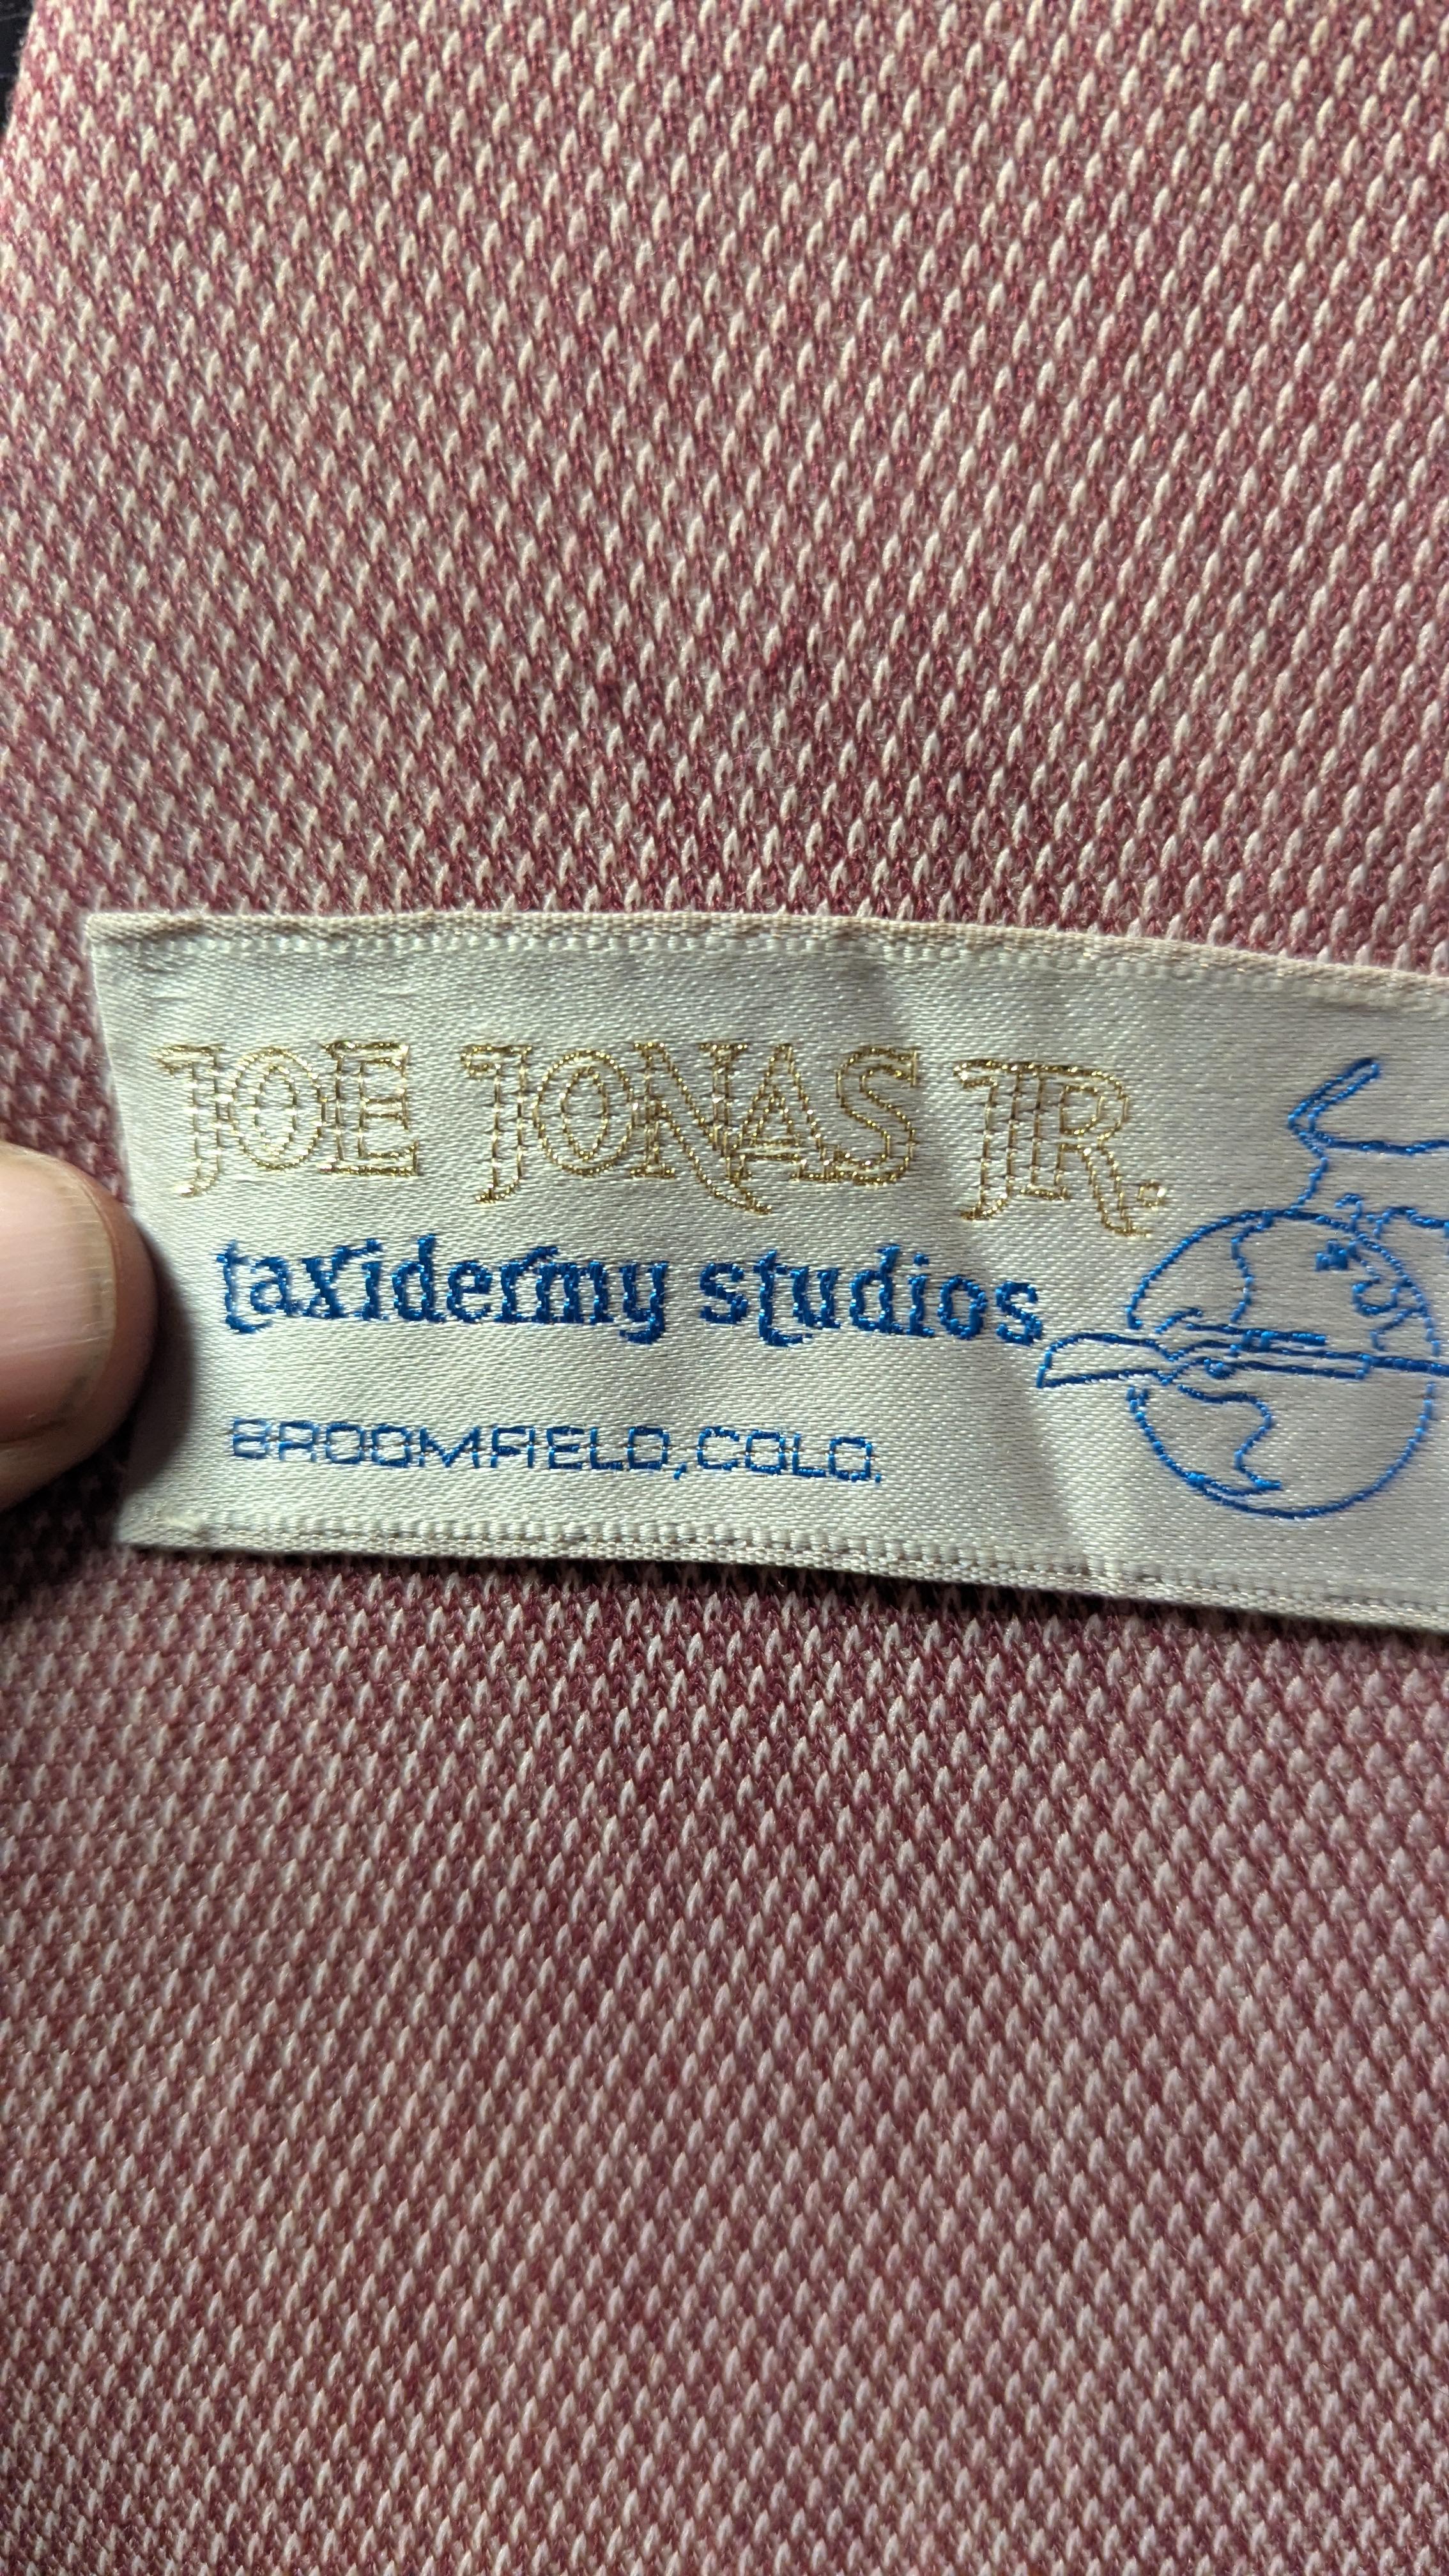 JOE JONAS JR.
taxidermy studios
BROOMFIELD, COLO.